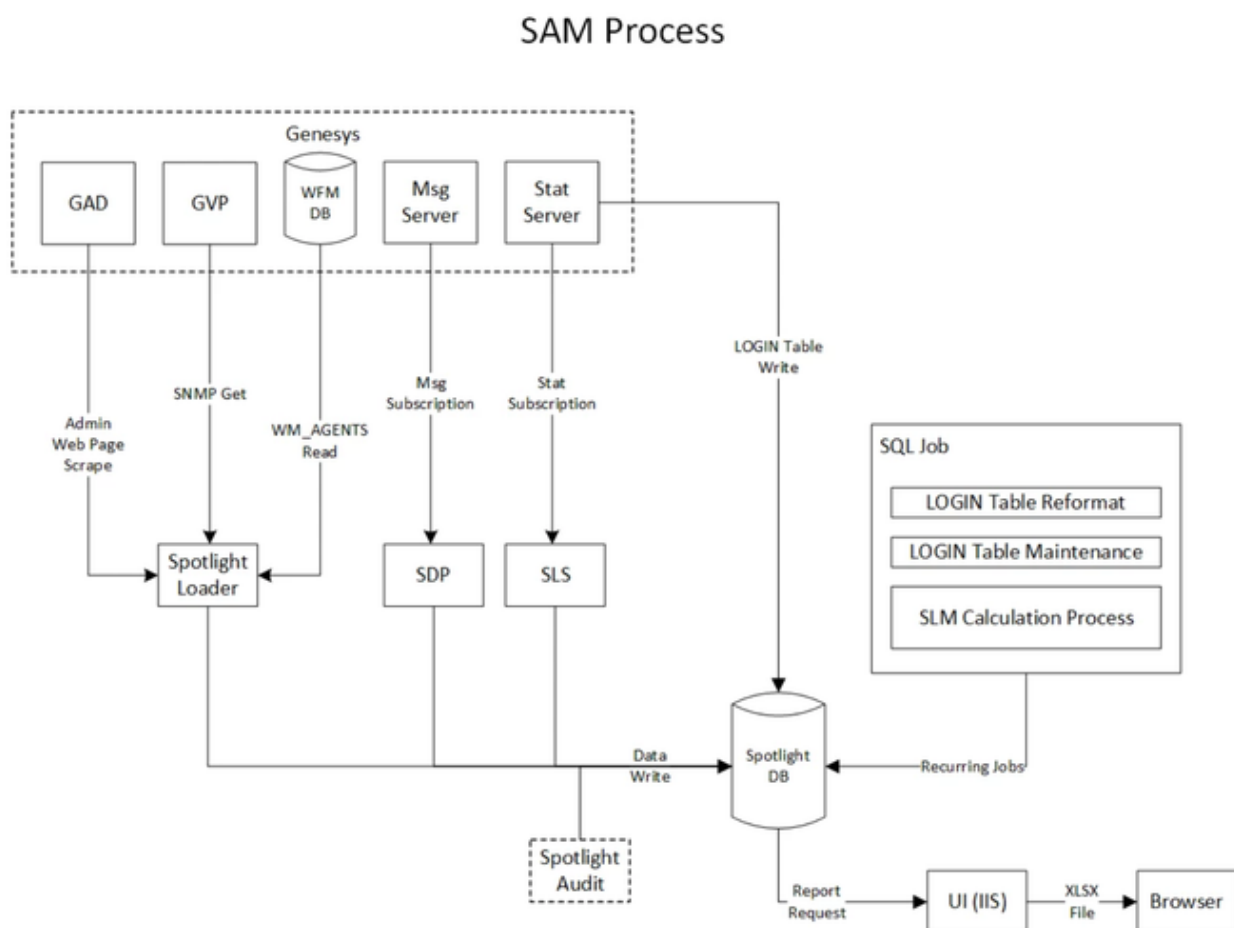 SAM Process
Genesys
GAD
GVP
WFM
DB
Msg
Server
Stat
Server
LOGIN Table
Write
SNMP Get
Msg
Subscription
Stat
Subscription
Admin
Web Page
Scrape
WM_AGENTS
Read
SQL Job
LOGIN Table Reformat
LOGIN Table Maintenance
SLM Calculation Process
Spotlight
Loader
SDP
SLS
Data
Write
Spotlight
DB
Recurring Jobs
Spotlight
Audit
Report
Request
UI (IIS)
XLSX
File
Browser